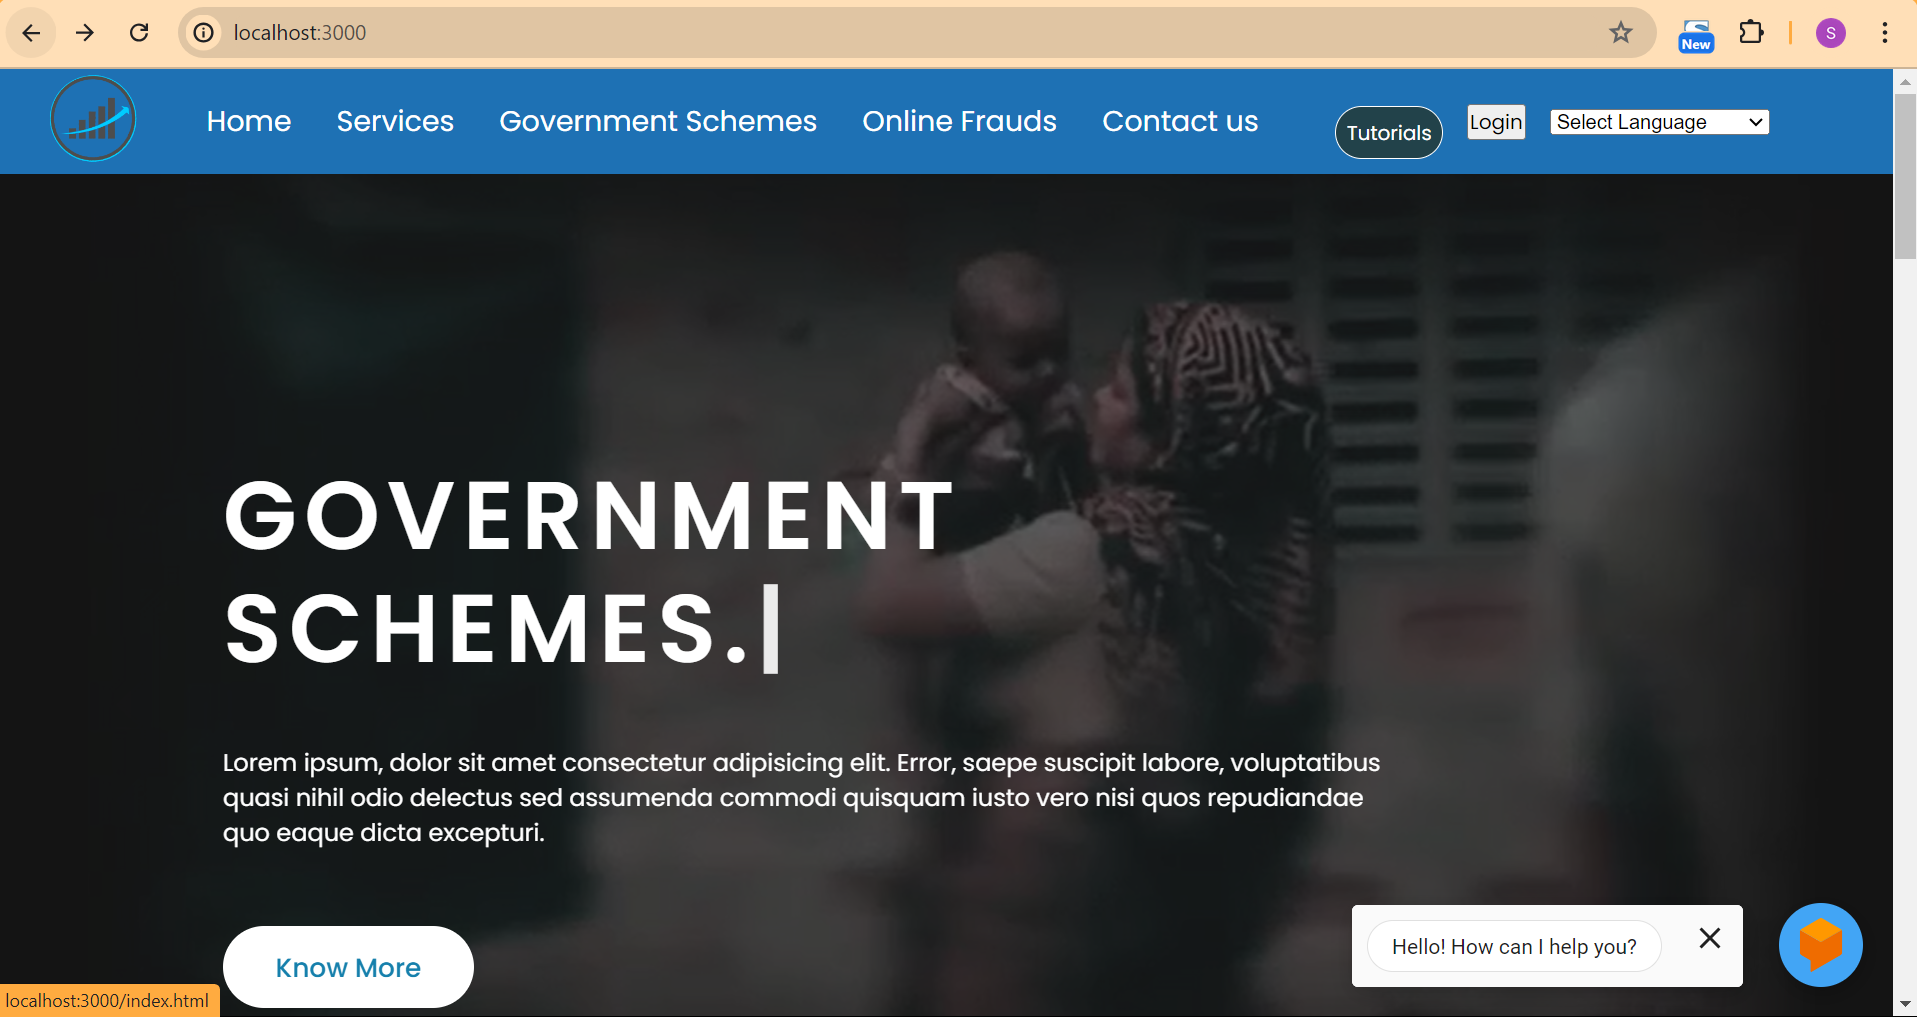 localhost:3000
New
S
Home Services Government Schemes Online Frauds Contact us Tutorials Login Select Language
GOVERNMENT
SCHEMES.
Lorem ipsum, dolor sit amet consectetur adipisicing elit. Error, saepe suscipit labore, voluptatibus
quasi nihil odio delectus sed assumenda commodi quisquam iusto vero nisi quos repudiandae
quo eaque dicta excepturi.
Know More
Hello! How can I help you?
localhost:3000/index.html